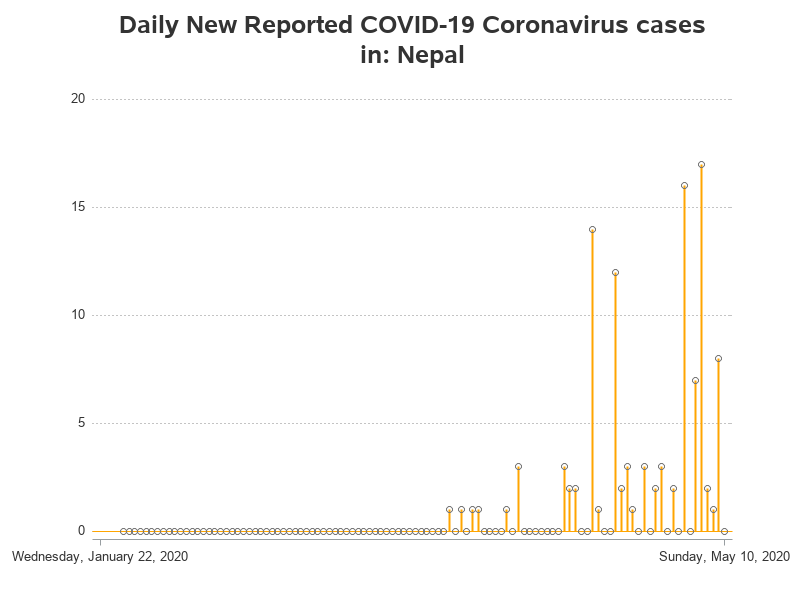 Daily New Reported COVID-19 Coronavirus cases
in: Nepal
20
15
10
5
0
Wednesday, January 22, 2020
Sunday, May 10, 2020